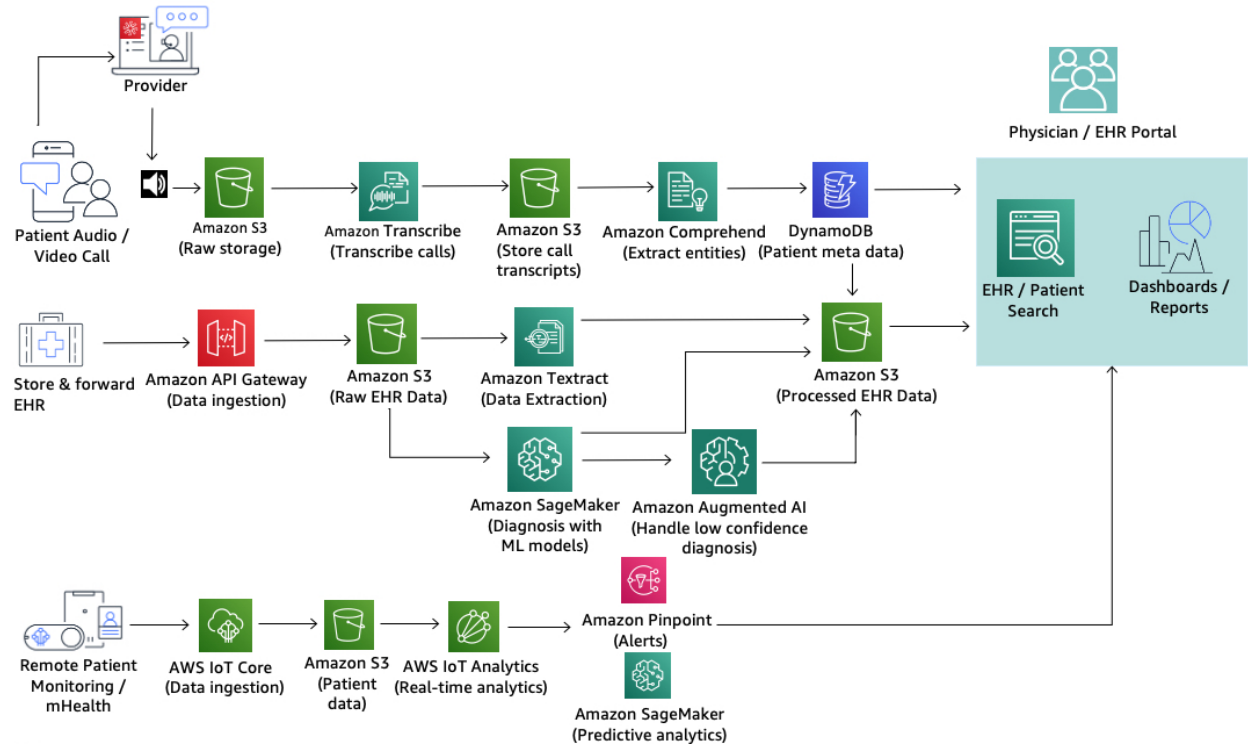 Provider
Physician / EHR Portal
Patient Audio /
Video Call
Amazon S3
(Raw storage)
Amazon Transcribe
(Transcribe calls)
Amazon S3
(Store call
transcripts)
Amazon Comprehend
(Extract entities)
DynamoDB
(Patient meta data)
EHR / Patient
Search
Dashboards /
Reports
Store & forward
EHR
Amazon API Gateway
(Data ingestion)
Amazon S3
(Raw EHR Data)
Amazon Textract
(Data Extraction)
Amazon S3
(Processed EHR Data)
Amazon SageMaker
(Diagnosis with
ML models)
Amazon Augmented AI
(Handle low confidence
diagnosis)
Remote Patient
Monitoring /
mHealth
AWS IoT Core
(Data ingestion)
Amazon S3
(Patient
data)
AWS IoT Analytics
(Real-time analytics)
Amazon Pinpoint
(Alerts)
Amazon SageMaker
(Predictive analytics)